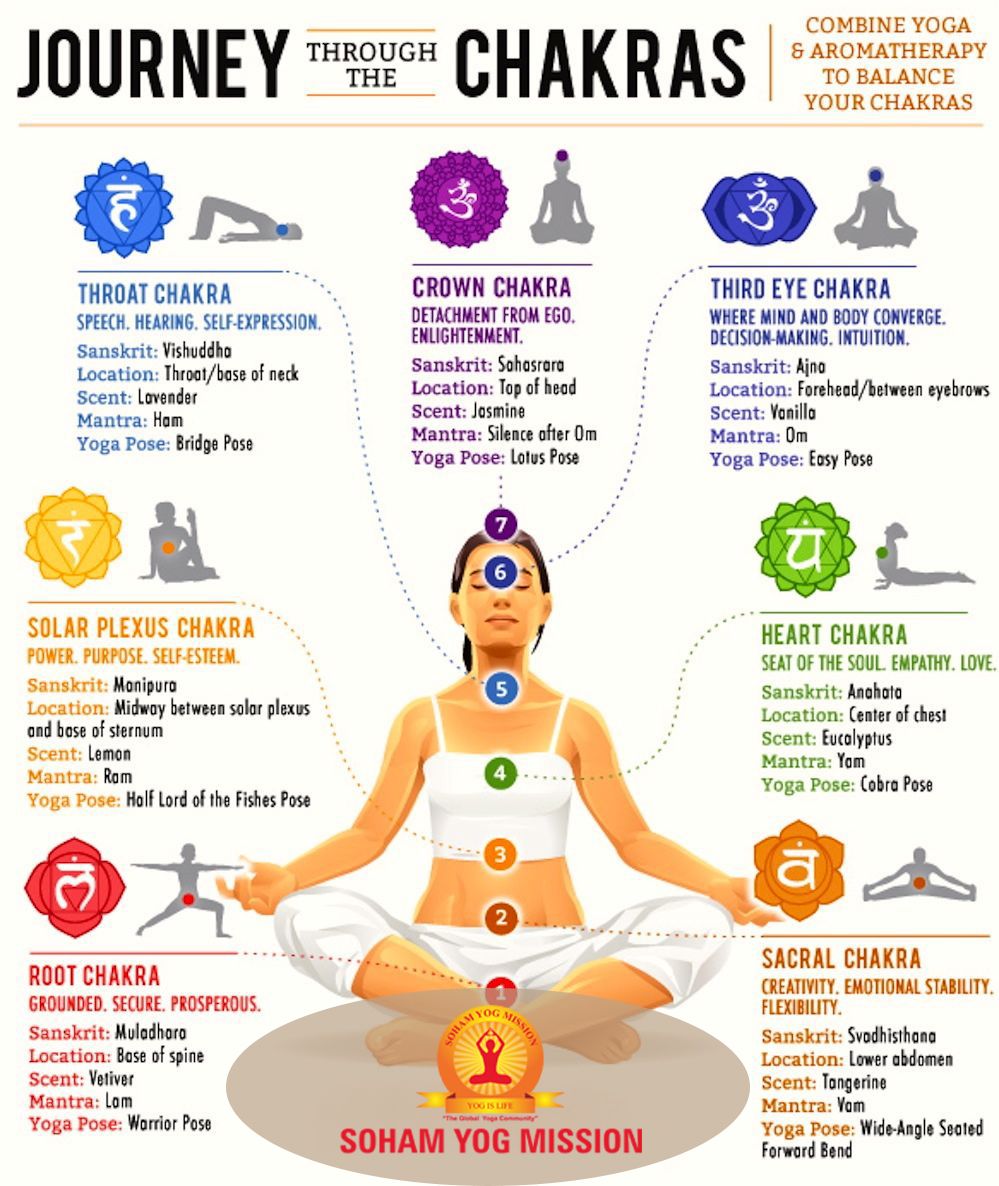 JOURNEY THROUGH THE CHAKRAS
COMBINE YOGA
& AROMATHERAPY
TO BALANCE
YOUR CHAKRAS
हं
THROAT CHAKRA
SPEECH. HEARING. SELF-EXPRESSION.
Sanskrit: Vishuddha
Location: Throat/base of neck
Scent: Lavender
Mantra: Ham
Yoga Pose: Bridge Pose
ॐ
CROWN CHAKRA
DETACHMENT FROM EGO.
ENLIGHTENMENT.
Sanskrit: Sahasrara
Location: Top of head
Scent: Jasmine
Mantra: Silence after Om
Yoga Pose: Lotus Pose
ॐ
THIRD EYE CHAKRA
WHERE MIND AND BODY CONVERGE.
DECISION-MAKING. INTUITION.
Sanskrit: Ajna
Location: Forehead/between eyebrows
Scent: Vanilla
Mantra: Om
Yoga Pose: Easy Pose
रं
SOLAR PLEXUS CHAKRA
POWER. PURPOSE. SELF-ESTEEM.
Sanskrit: Manipura
Location: Midway between solar plexus
and base of sternum
Scent: Lemon
Mantra: Ram
Yoga Pose: Half Lord of the Fishes Pose
यं
HEART CHAKRA
SEAT OF THE SOUL. EMPATHY. LOVE.
Sanskrit: Anahata
Location: Center of chest
Scent: Eucalyptus
Mantra: Yam
Yoga Pose: Cobra Pose
7
6
5
4
3
2
1
लं
ROOT CHAKRA
GROUNDED. SECURE. PROSPEROUS.
Sanskrit: Muladhara
Location: Base of spine
Scent: Vetiver
Mantra: Lam
Yoga Pose: Warrior Pose
वं
SACRAL CHAKRA
CREATIVITY. EMOTIONAL STABILITY.
FLEXIBILITY.
Sanskrit: Svadhisthana
Location: Lower abdomen
Scent: Tangerine
Mantra: Vam
Yoga Pose: Wide-Angle Seated
Forward Bend
SOHAM YOG MISSION
YOG IS LIFE
"The Global Yoga Community"
SOHAM YOG MISSION